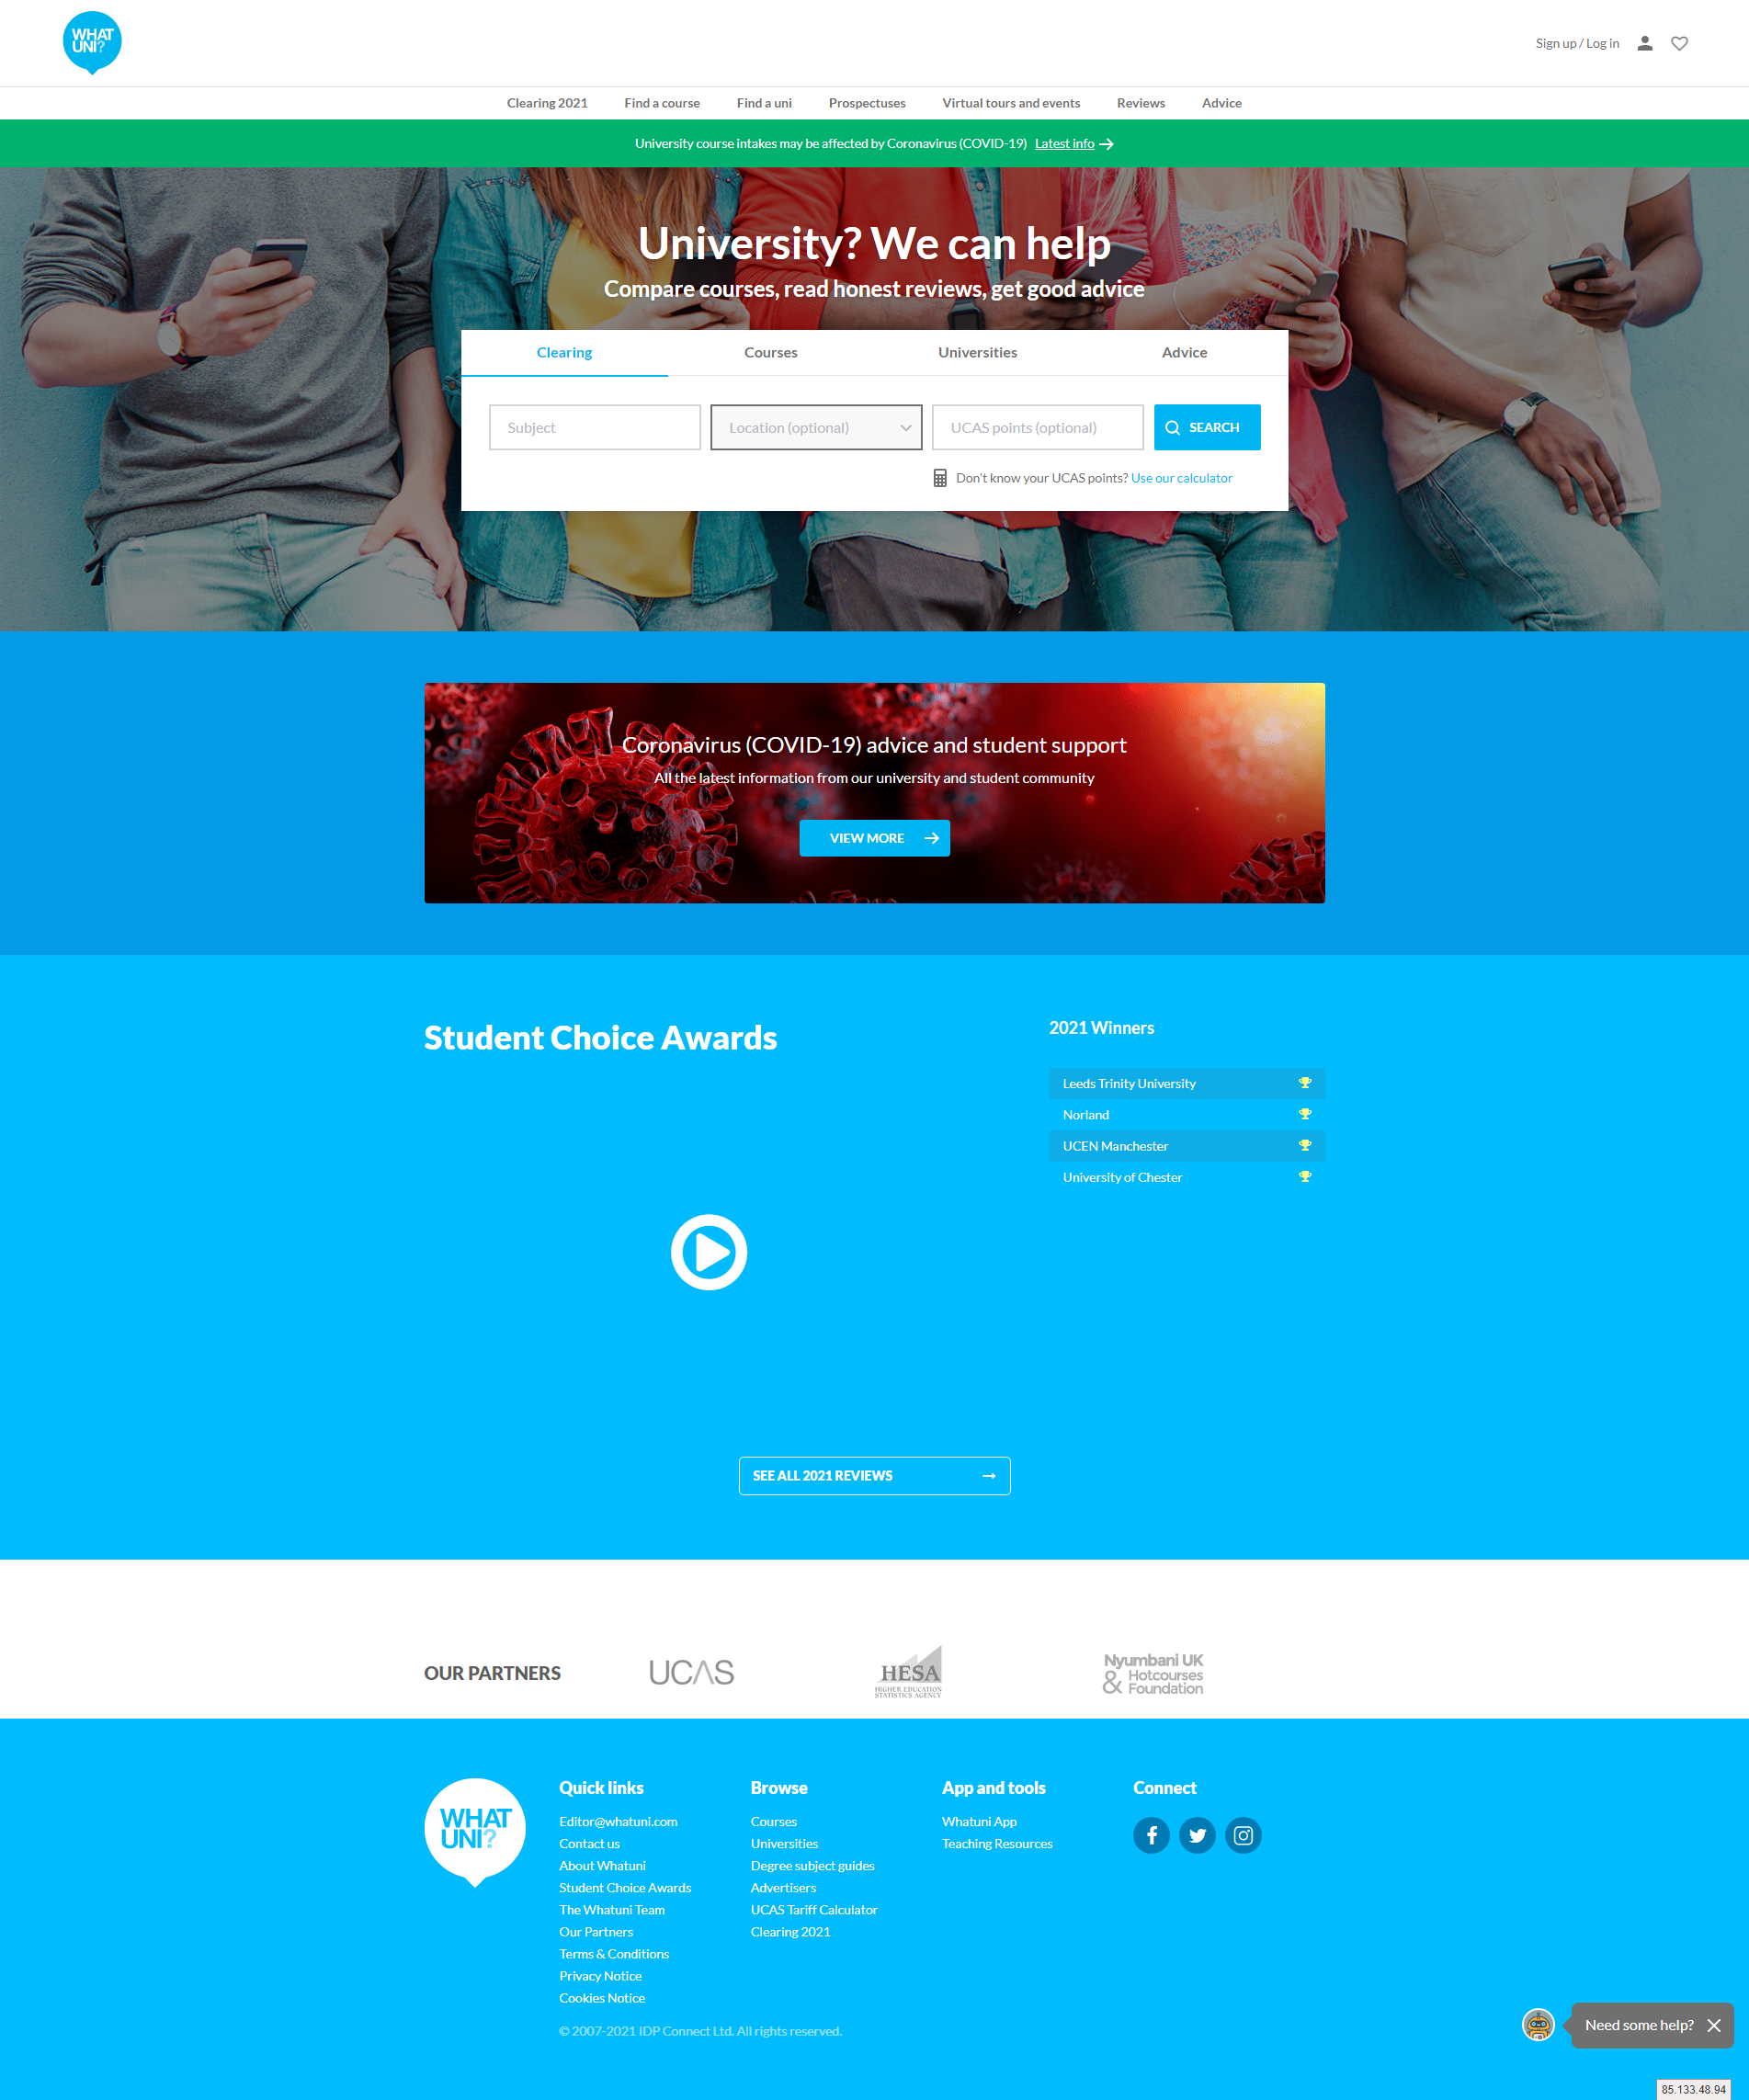 WHAT
UNI?
Sign up / Log in
Clearing 2021 Find a course Find a uni Prospectuses Virtual tours and events Reviews Advice
University course intakes may be affected by Coronavirus (COVID-19) Latest info
University? We can help
Compare courses, read honest reviews, get good advice
Clearing Courses Universities Advice
Subject Location (optional) UCAS points (optional) SEARCH
Don't know your UCAS points? Use our calculator
Coronavirus (COVID-19) advice and student support
All the latest information from our university and student community
VIEW MORE
Student Choice Awards
2021 Winners
Leeds Trinity University
Norland
UCEN Manchester
University of Chester
SEE ALL 2021 REVIEWS
OUR PARTNERS
UCAS
HESA
HIGHER EDUCATION
STATISTICS AGENCY
Nyumbani UK
& Hotcourses
Foundation
WHAT
UNI?
Quick links
Editor@whatuni.com
Contact us
About Whatuni
Student Choice Awards
The Whatuni Team
Our Partners
Terms & Conditions
Privacy Notice
Cookies Notice
Browse
Courses
Universities
Degree subject guides
Advertisers
UCAS Tariff Calculator
Clearing 2021
App and tools
Whatuni App
Teaching Resources
Connect
© 2007-2021 IDP Connect Ltd. All rights reserved.
Need some help?
85.133.48.94